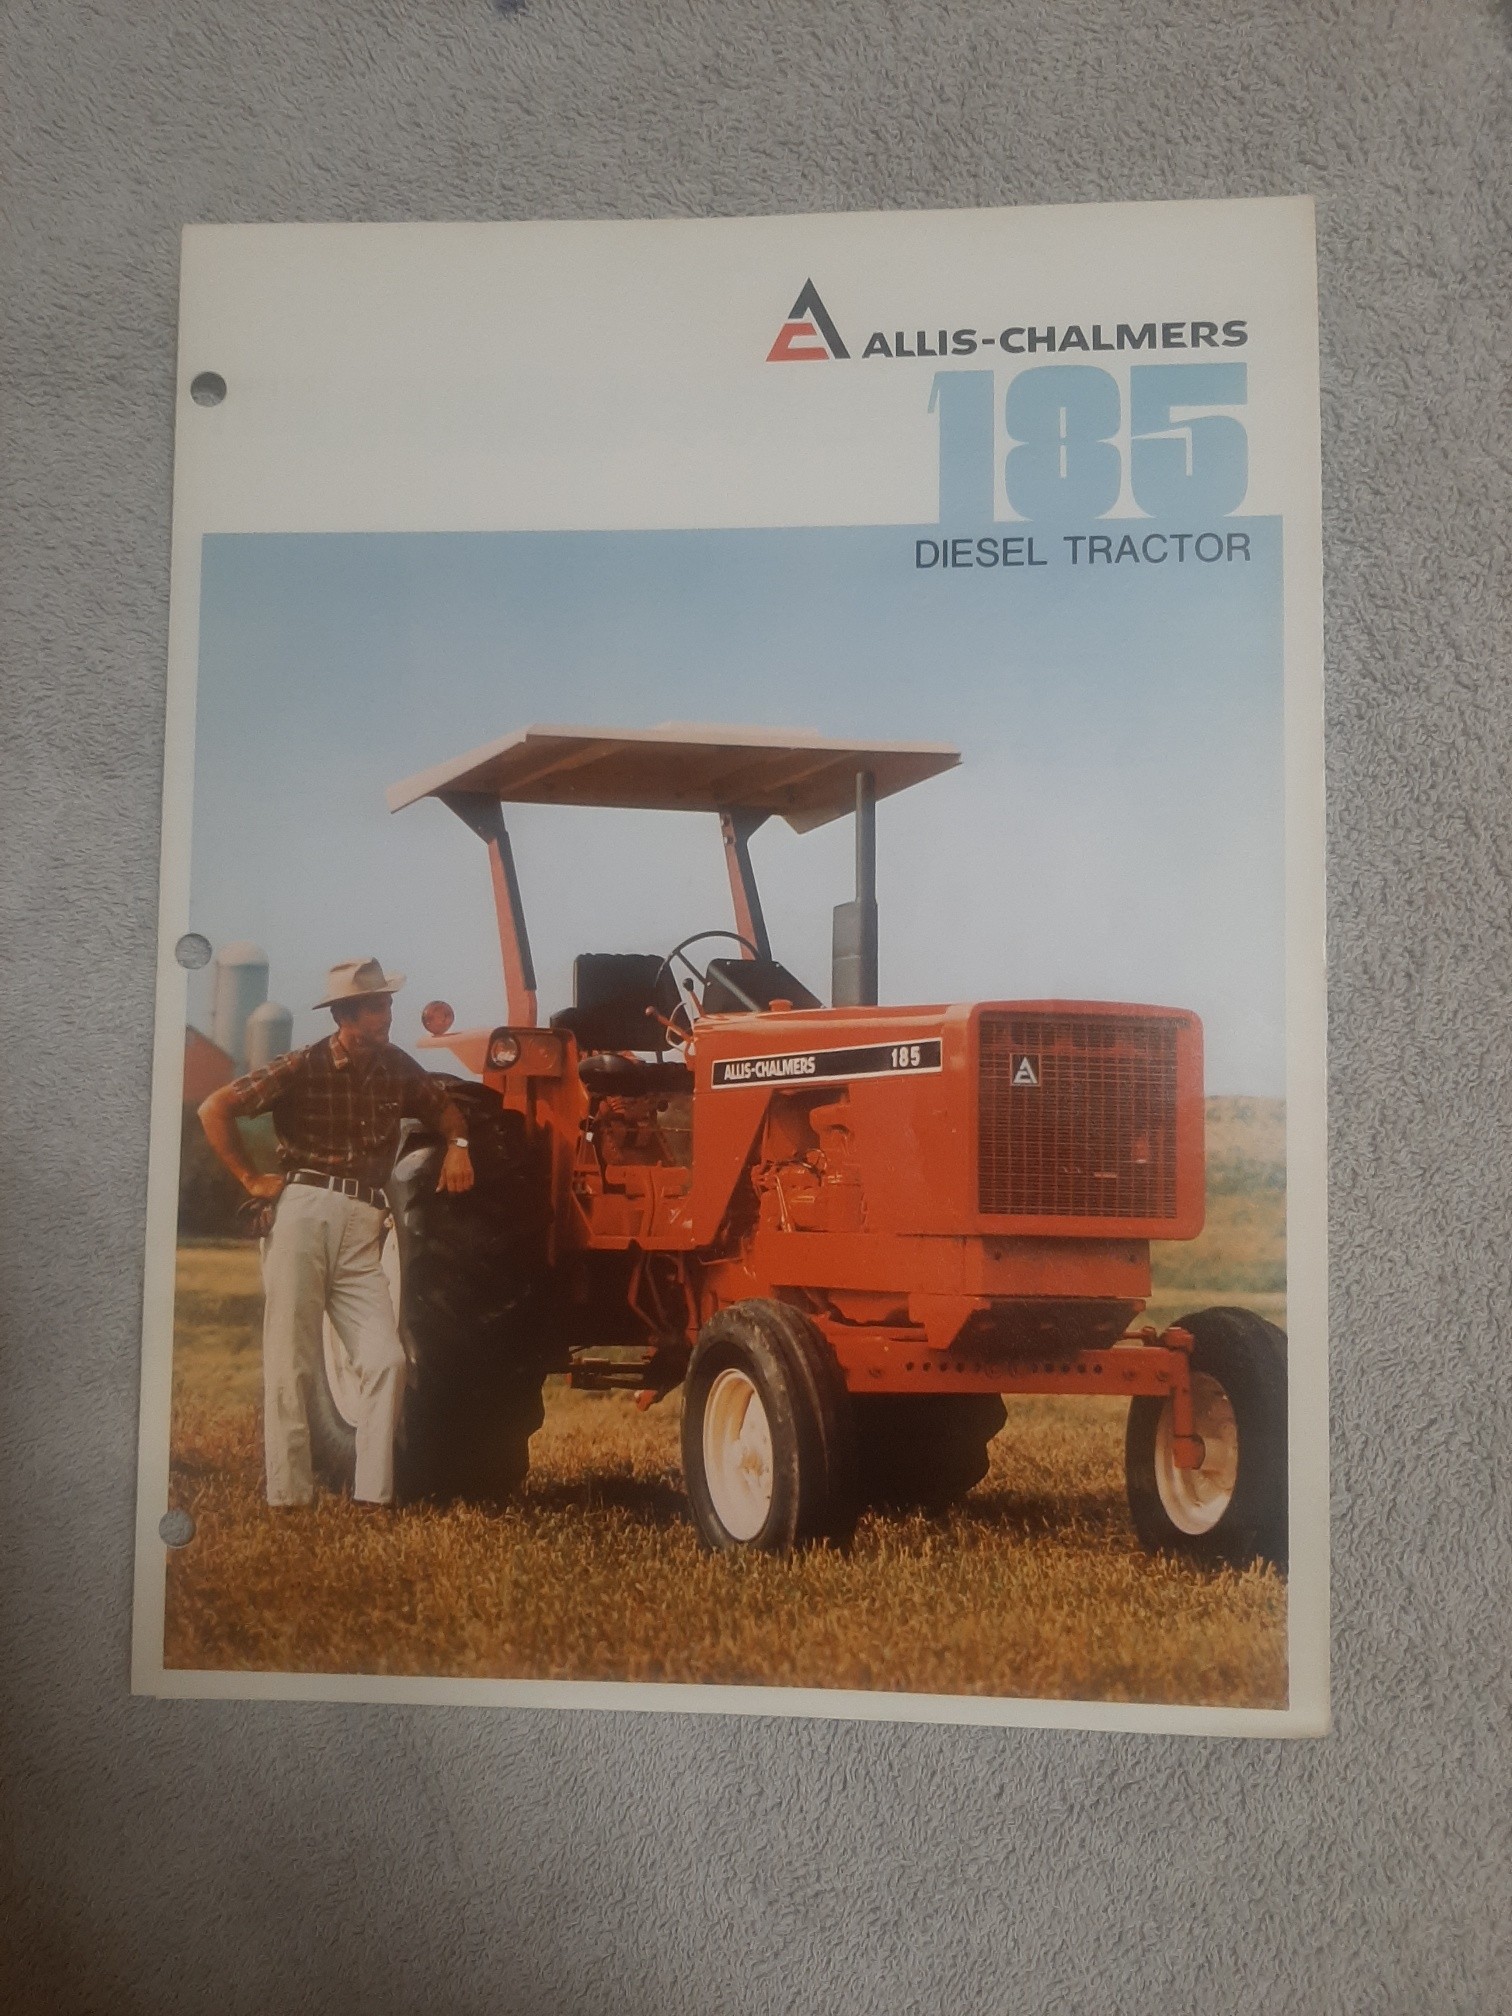 ALLIS-CHALMERS
185
DIESEL TRACTOR
ALLIS-CHALMERS 185